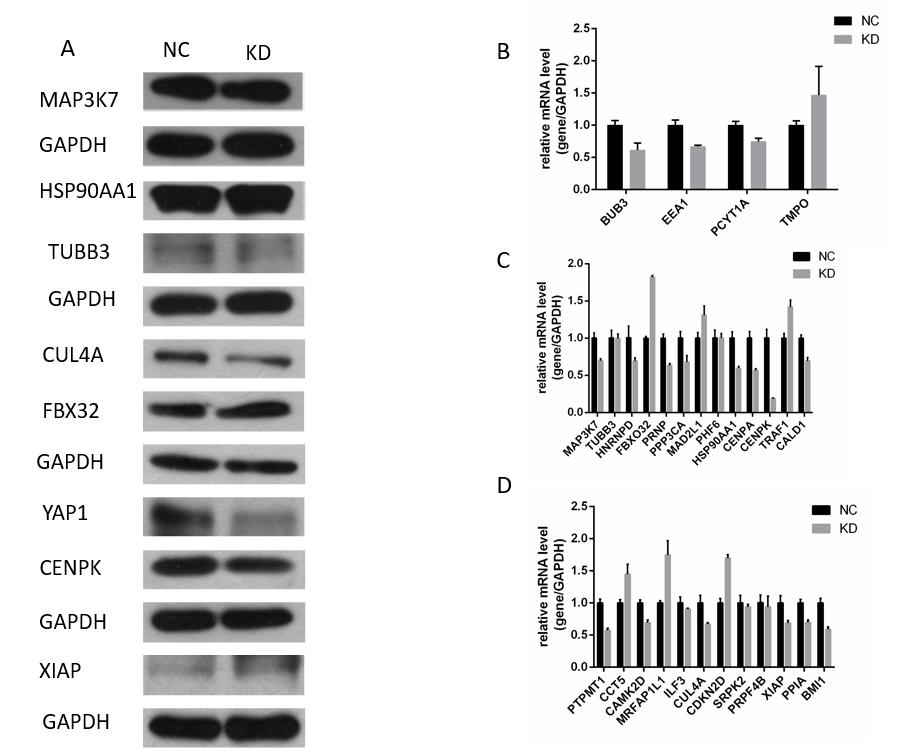 A
NC KD
MAP3K7
GAPDH
HSP90AA1
TUBB3
GAPDH
CUL4A
FBX32
GAPDH
YAP1
CENPK
GAPDH
XIAP
GAPDH
B
NC
KD
relative mRNA level
(gene/GAPDH)
2.5
2.0
1.5
1.0
0.5
0.0
BUB3
EEA1
PCYT1A
TMPO
C
NC
KD
relative mRNA level
(gene/GAPDH)
2.0
1.5
1.0
0.5
0.0
MAP3K7
TUBB3
HNRNPD
FBXO32
PRNP
PPP3CA
MAD2L1
PHF6
HSP90AA1
CENPA
CENPK
TRAF1
CALD1
D
NC
KD
relative mRNA level
(gene/GAPDH)
2.5
2.0
1.5
1.0
0.5
0.0
PTPMT1
CCT5
CAMK2D
MRFAP1L1
ILF3
CUL4A
CDKN2D
SRPK2
PRPF4B
XIAP
PPIA
BMI1